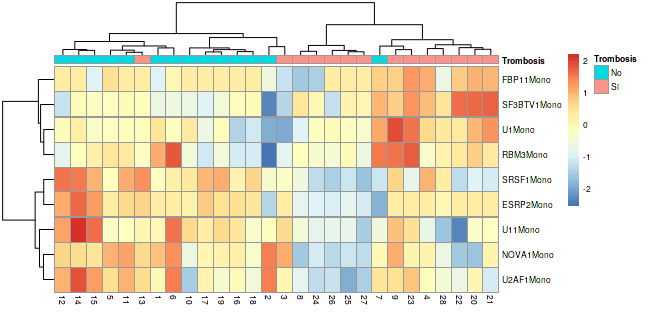 Trombosis
FBP11Mono
SF3BTV1Mono
U1Mono
RBM3Mono
SRSF1Mono
ESRP2Mono
U11Mono
NOVA1Mono
U2AF1Mono
12 14 15 5 11 13 1 6 10 17 19 16 18 2 3 8 24 26 25 27 7 9 23 4 28 22 20 21
2
1
0
-1
-2
Trombosis
No
SI